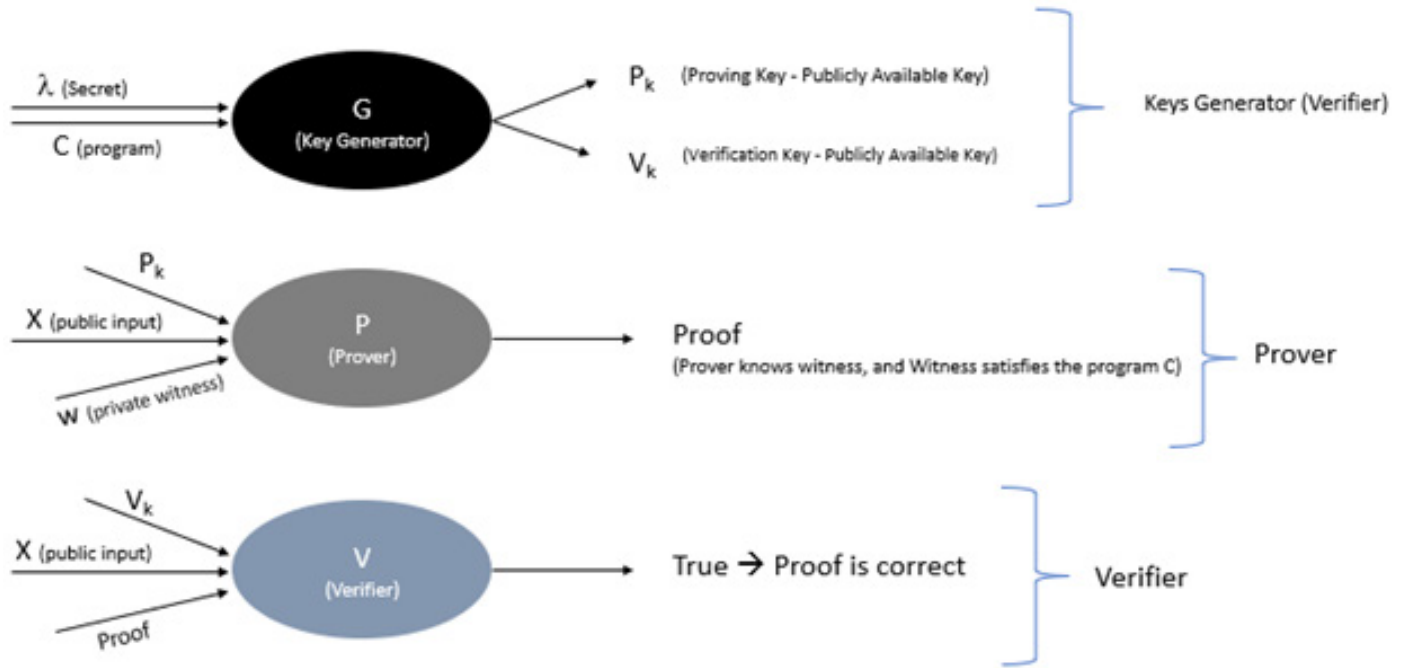 λ (Secret)
C (program)
G
(Key Generator)
Pk (Proving Key - Publicly Available Key)
Vk (Verification Key - Publicly Available Key)
Keys Generator (Verifier)
Pk
X (public input)
w (private witness)
P
(Prover)
Proof
(Prover knows witness, and Witness satisfies the program C)
Prover
Vk
X (public input)
Proof
V
(Verifier)
True → Proof is correct
Verifier